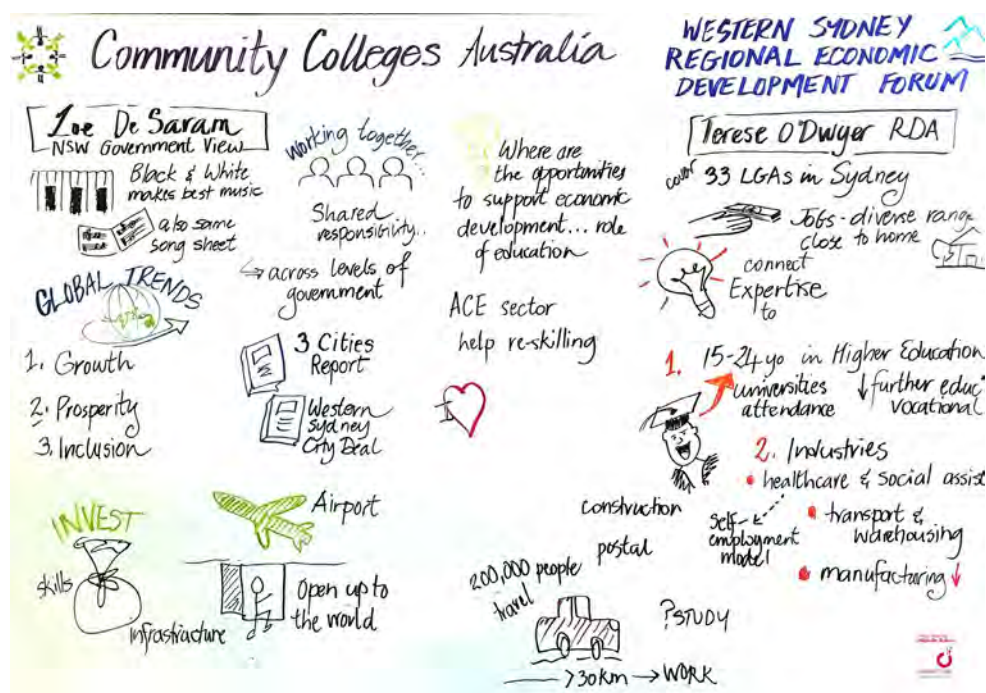 Community Colleges Australia
WESTERN SYDNEY
REGIONAL ECONOMIC
DEVELOPMENT FORUM
Zoe De Saram
NSW Government View
Black & White
makes best music
also same
song sheet
GLOBAL TRENDS
1. Growth
2. Prosperity
3. Inclusion
INVEST
skills
infrastructure
Working together...
Shared
responsibility...
across levels of
government
3 Cities
Report
Western
Sydney
City Deal
Airport
Open up to
the world
Where are
the opportunities
to support economic
development... role
of education
ACE sector
help re-skilling
I
construction
postal
200,000 people
travel
>30km → WORK
?STUDY
Terese O'Dwyer RDA
cover 33 LGAs in Sydney
Jobs - diverse range
close to home
connect
Expertise
to
1. 15-24yo in Higher Education
universities
attendance
↓ further educ"
vocational
2. Industries
• healthcare & social assist
self-
employment
model
• transport &
warehousing
• manufacturing ↓